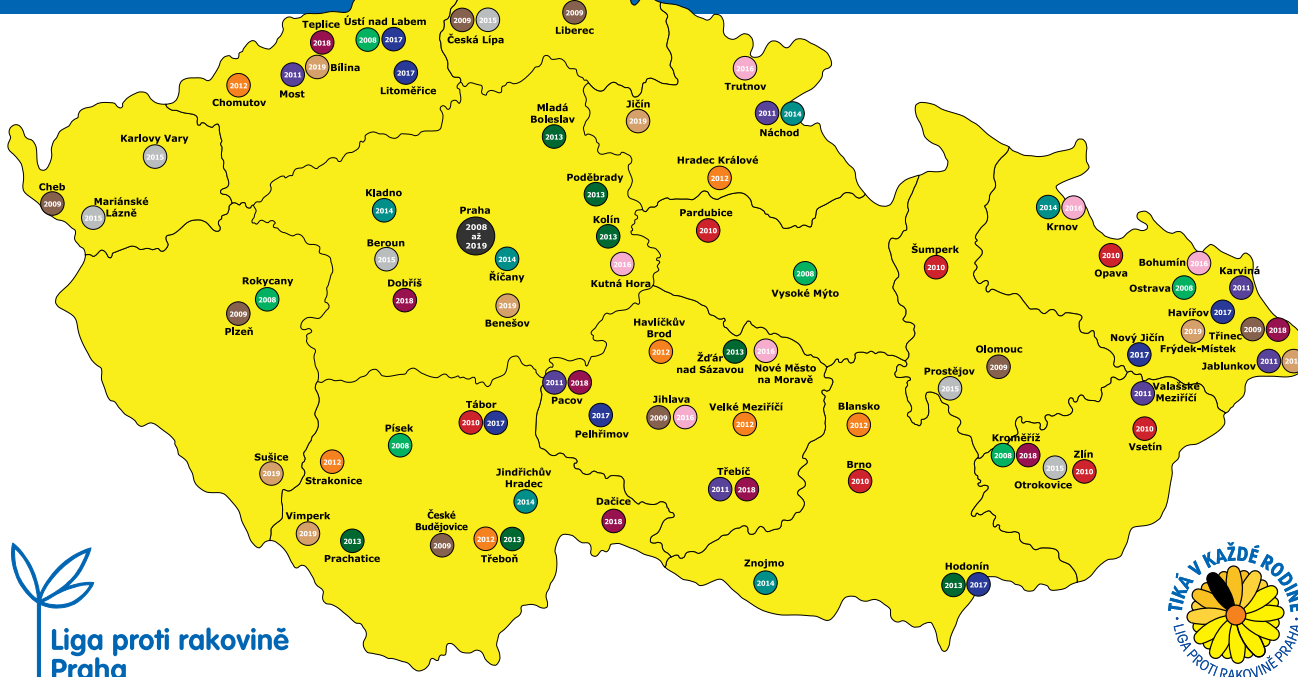 Teplice
2018
Ústí nad Labem
2008 2017
2009 2015
Česká Lípa
2009
Liberec
2019 Bílina
2011
Most
2012
Chomutov
2017
Litoměřice
2016
Trutnov
Mladá
Boleslav
2013
Jičín
2019
2011 2014
Náchod
Karlovy Vary
2015
Hradec Králové
2012
Cheb
2009
Mariánské
Lázně
2015
Kladno
2014
Praha
2008
až
2019
Poděbrady
2013
Kolín
2013
Pardubice
2010
2014 2016
Krnov
Beroun
2015
2014
Říčany
2016
Kutná Hora
Šumperk
2010
2010
Opava
Bohumín 2016
Ostrava 2008
Karviná
2011
Rokycany
2008
2009
Plzeň
Dobříš
2018
2019
Benešov
2008
Vysoké Mýto
Havířov 2017
2019
Frýdek-Místek
Třinec 2009 2018
Nový Jičín
2017
Jablunkov 2011
Havlíčkův
Brod
2012
Žďár 2013
nad Sázavou
2016
Nové Město
na Moravě
Olomouc
2009
Prostějov
2015
2011 Valašské
Meziříčí
2011 2018
Pacov
2017
Pelhřimov
Jihlava
2009 2016
Velké Meziříčí
2012
Blansko
2012
2010
Vsetín
Tábor
2010 2017
Písek
2008
Kroměříž
2008 2018
2015
Otrokovice
Zlín
2010
Sušice
2019
2012
Strakonice
Jindřichův
Hradec
2014
Třebíč
2011 2018
Brno
2010
Vimperk
2019
2013
Prachatice
České
Budějovice
2009
2012 2013
Třeboň
Dačice
2018
Znojmo
2014
Hodonín
2013 2017
Liga proti rakovině
Praha
TIKÁ V KAŽDÉ RODINĚ
· LIGA PROTI RAKOVINĚ PRAHA ·